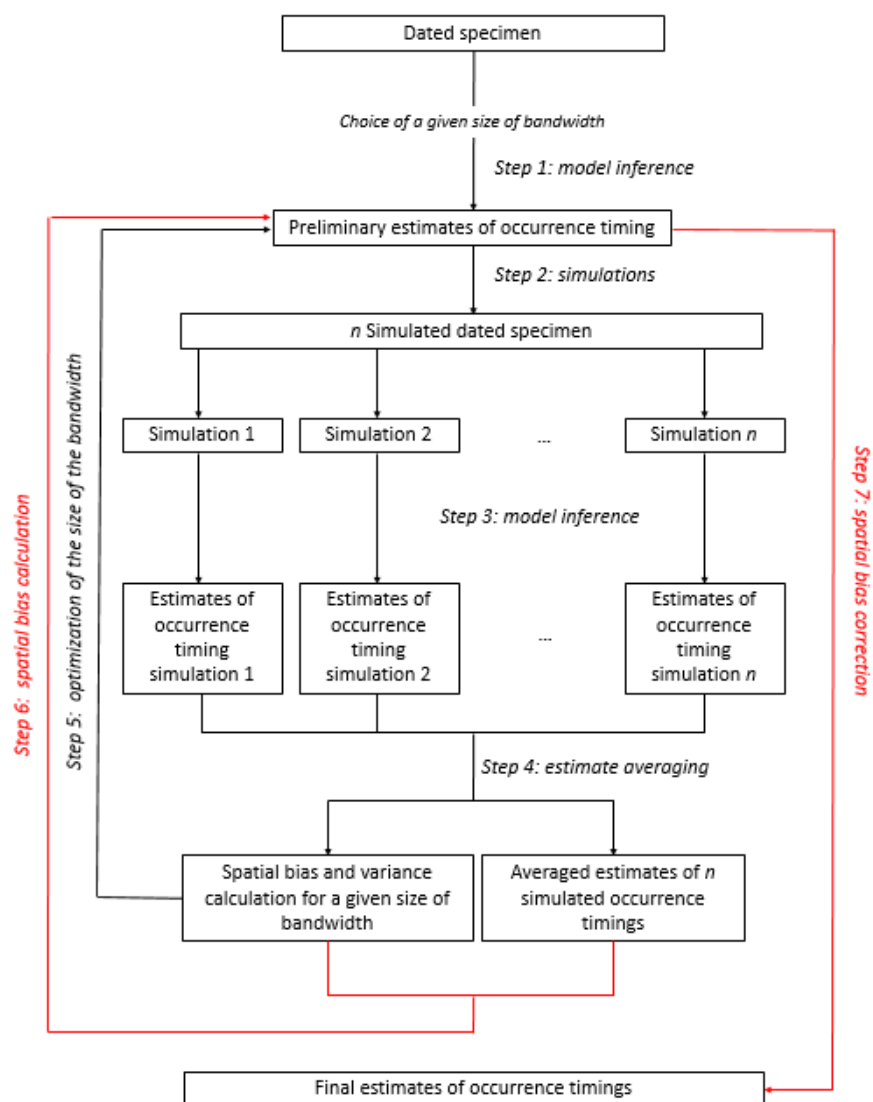 Dated specimen
Choice of a given size of bandwidth
Step 1: model inference
Preliminary estimates of occurrence timing
Step 2: simulations
n Simulated dated specimen
Simulation 1
Simulation 2
...
Simulation n
Step 3: model inference
Estimates of
occurrence
timing
simulation 1
Estimates of
occurrence
timing
simulation 2
...
Estimates of
occurrence
timing
simulation n
Step 4: estimate averaging
Spatial bias and variance
calculation for a given size of
bandwidth
Averaged estimates of n
simulated occurrence
timings
Step 5: optimization of the size of the bandwidth
Step 6: spatial bias calculation
Step 7: spatial bias correction
Final estimates of occurrence timings